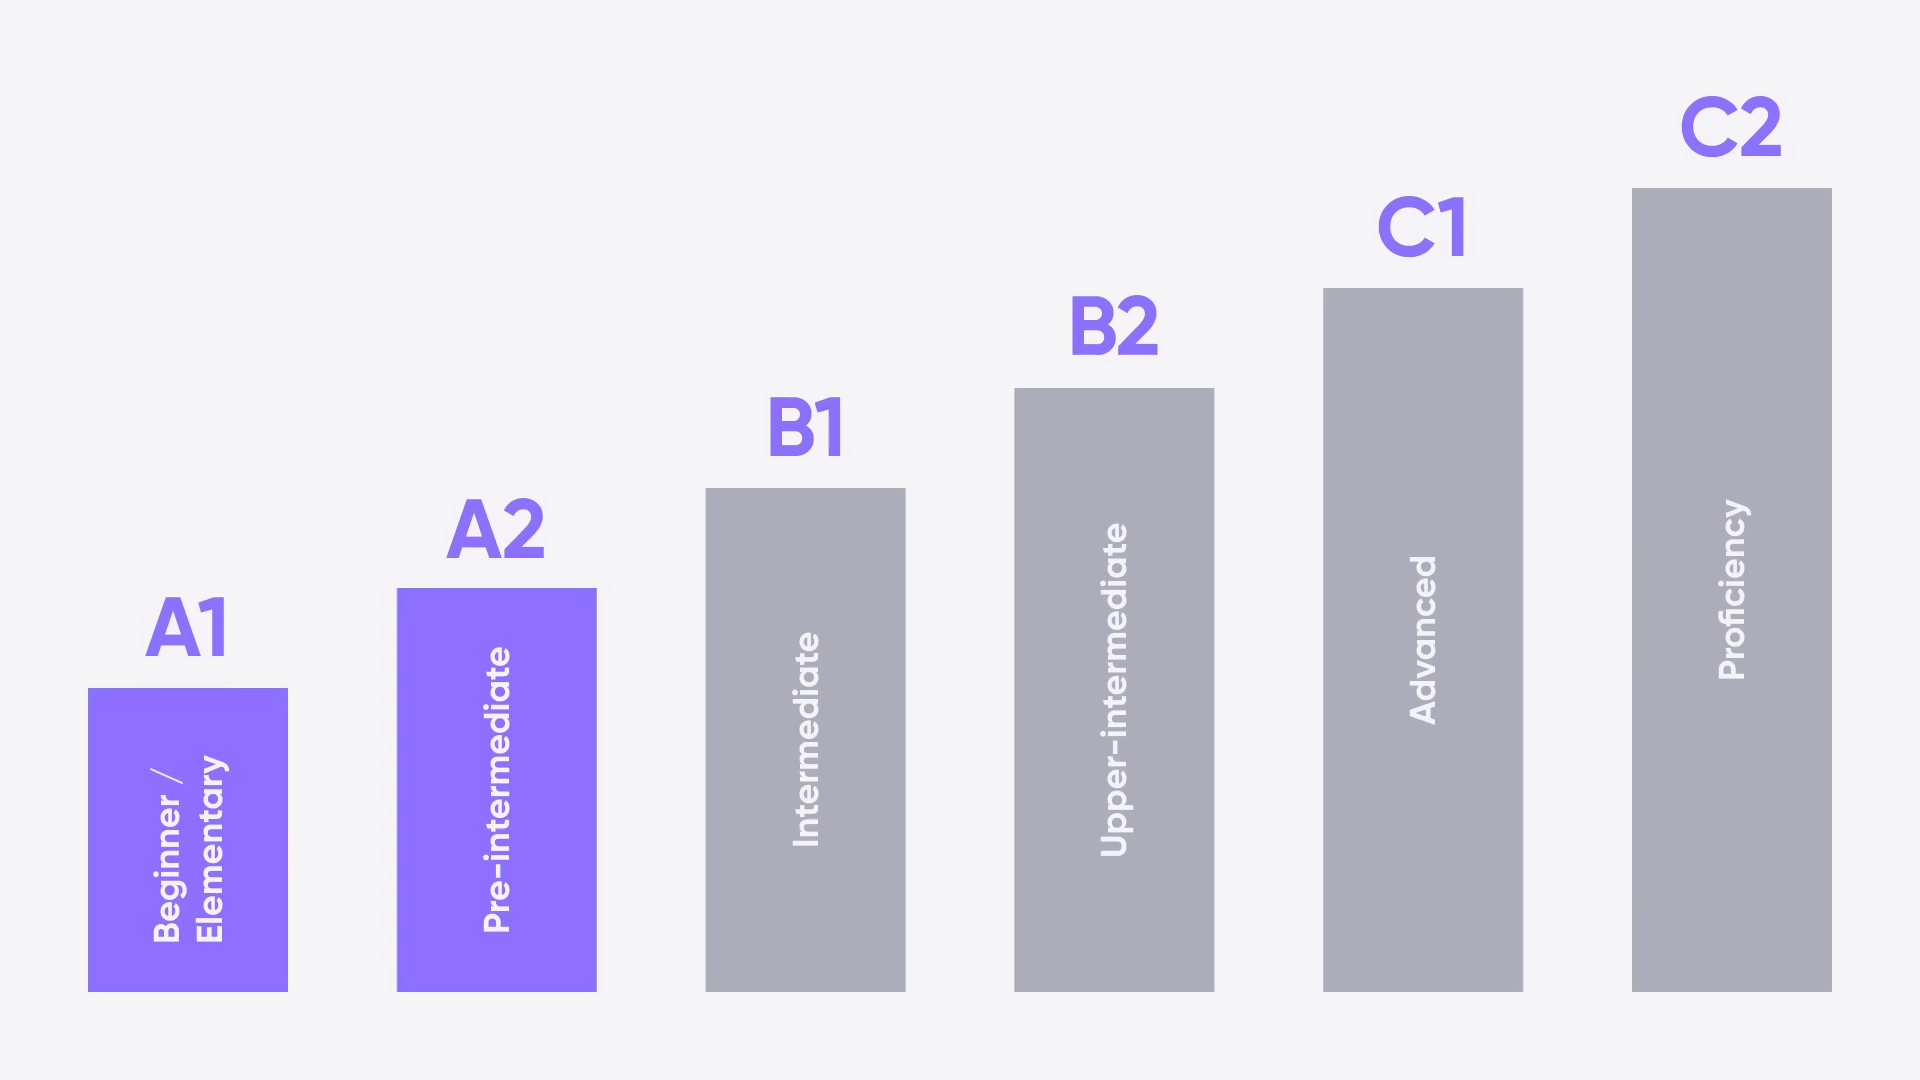 A1
Beginner /
Elementary
A2
Pre-intermediate
B1
Intermediate
B2
Upper-intermediate
C1
Advanced
C2
Proficiency